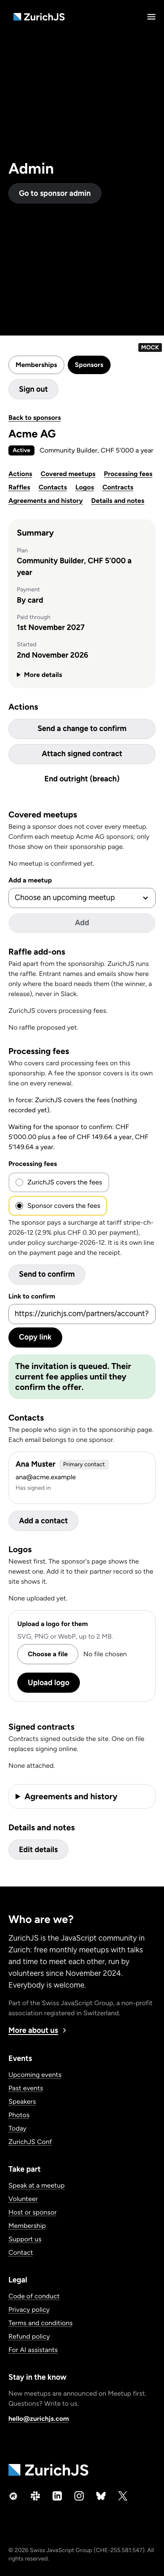 ZurichJS
Admin
Go to sponsor admin
MOCK
Memberships
Sponsors
Sign out
Back to sponsors
Acme AG
Active
Community Builder, CHF 5'000 a year
Actions
Covered meetups
Processing fees
Raffles
Contacts
Logos
Contracts
Agreements and history
Details and notes
Summary
Plan
Community Builder, CHF 5'000 a
year
Payment
By card
Paid through
1st November 2027
Started
2nd November 2026
More details
Actions
Send a change to confirm
Attach signed contract
End outright (breach)
Covered meetups
Being a sponsor does not cover every meetup.
Confirm each meetup Acme AG sponsors; only
those show on their sponsorship page.
No meetup is confirmed yet.
Add a meetup
Choose an upcoming meetup
Add
Raffle add-ons
Paid apart from the sponsorship. ZurichJS runs
the raffle. Entrant names and emails show here
only where the board needs them (the winner, a
release), never in Slack.
ZurichJS covers processing fees.
No raffle proposed yet.
Processing fees
Who covers card processing fees on this
sponsorship. A fee the sponsor covers is its own
line on every renewal.
In force: ZurichJS covers the fees (nothing
recorded yet).
Waiting for the sponsor to confirm: CHF
5'000.00 plus a fee of CHF 149.64 a year, CHF
5'149.64 a year.
Processing fees
ZurichJS covers the fees
Sponsor covers the fees
The sponsor pays a surcharge at tariff stripe-ch-
2026-12 (2.9% plus CHF 0.30 per payment),
under policy surcharge-2026-12. It is its own line
on the payment page and the receipt.
Send to confirm
Link to confirm
https://zurichjs.com/partners/account?
Copy link
The invitation is queued. Their
current fee applies until they
confirm the offer.
Contacts
The people who sign in to the sponsorship page.
Each email belongs to one sponsor.
Ana Muster
Primary contact
ana@acme.example
Has signed in
Add a contact
Logos
Newest first. The sponsor's page shows the
newest one. Add it to their partner record so the
site shows it.
None uploaded yet.
Upload a logo for them
SVG, PNG or WebP, up to 2 MB.
Choose a file
No file chosen
Upload logo
Signed contracts
Contracts signed outside the site. One on file
replaces signing online.
None attached.
Agreements and history
Details and notes
Edit details
Who are we?
ZurichJS is the JavaScript community in
Zurich: free monthly meetups with talks
and time to meet each other, run by
volunteers since November 2024.
Everybody is welcome.
Part of the Swiss JavaScript Group, a non-profit
association registered in Switzerland.
More about us
Events
Upcoming events
Past events
Speakers
Photos
Today
ZurichJS Conf
Take part
Speak at a meetup
Volunteer
Host or sponsor
Membership
Support us
Contact
Legal
Code of conduct
Privacy policy
Terms and conditions
Refund policy
For AI assistants
Stay in the know
New meetups are announced on Meetup first.
Questions? Write to us.
hello@zurichjs.com
ZurichJS
© 2026 Swiss JavaScript Group (CHE-255.581.547). All
rights reserved.